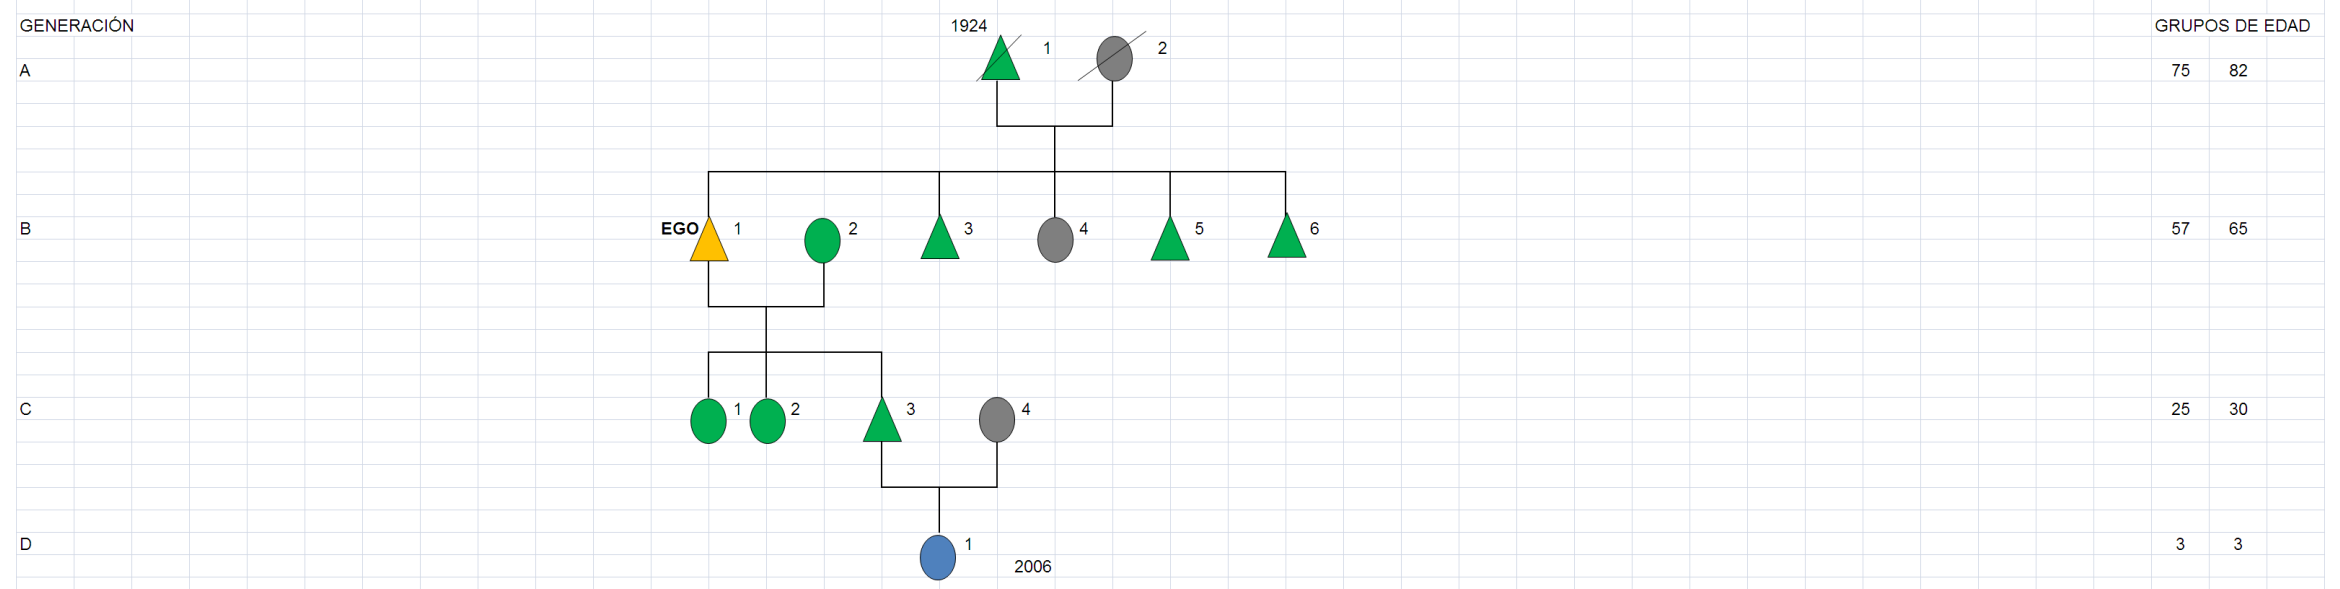 GENERACIÓN 1924 GRUPOS DE EDAD
1 2
A 75 82
B EGO 1 2 3 4 5 6 57 65
C 1 2 3 4 25 30
D 1 3 3
2006